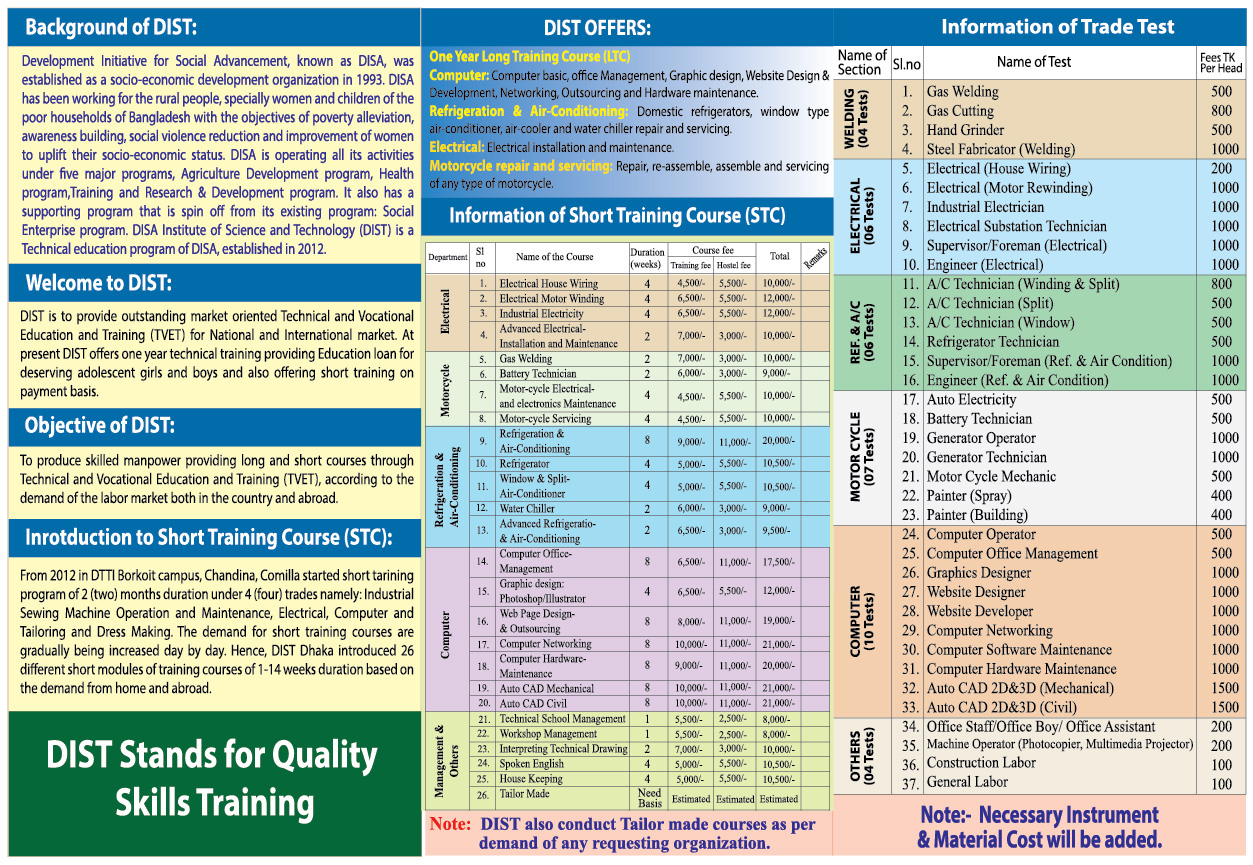 Background of DIST:
Development Initiative for Social Advancement, known as DISA, was
established as a socio-economic development organization in 1993. DISA
has been working for the rural people, specially women and children of the
poor households of Bangladesh with the objectives of poverty alleviation,
awareness building, social violence reduction and improvement of women
to uplift their socio-economic status. DISA is operating all its activities
under five major programs, Agriculture Development program, Health
program,Training and Research & Development program. It also has a
supporting program that is spin off from its existing program: Social
Enterprise program. DISA Institute of Science and Technology (DIST) is a
Technical education program of DISA, established in 2012.
Welcome to DIST:
DIST is to provide outstanding market oriented Technical and Vocational
Education and Training (TVET) for National and International market. At
present DIST offers one year technical training providing Education loan for
deserving adolescent girls and boys and also offering short training on
payment basis.
Objective of DIST:
To produce skilled manpower providing long and short courses through
Technical and Vocational Education and Training (TVET), according to the
demand of the labor market both in the country and abroad.
Inrotduction to Short Training Course (STC):
From 2012 in DTTI Borkoit campus, Chandina, Comilla started short tarining
program of 2 (two) months duration under 4 (four) trades namely: Industrial
Sewing Machine Operation and Maintenance, Electrical, Computer and
Tailoring and Dress Making. The demand for short training courses are
gradually being increased day by day. Hence, DIST Dhaka introduced 26
different short modules of training courses of 1-14 weeks duration based on
the demand from home and abroad.
DIST Stands for Quality
Skills Training
DIST OFFERS:
One Year Long Training Course (LTC)
Computer: Computer basic, office Management, Graphic design, Website Design &
Development, Networking, Outsourcing and Hardware maintenance.
Refrigeration & Air-Conditioning: Domestic refrigerators, window type
air-conditioner, air-cooler and water chiller repair and servicing.
Electrical: Electrical installation and maintenance.
Motorcycle repair and servicing: Repair, re-assemble, assemble and servicing
of any type of motorcycle.
Information of Short Training Course (STC)
Department Sl no Name of the Course Duration (weeks) Course fee Training fee Hostel fee Total Remarks
Electrical
1. Electrical House Wiring 4 4,500/- 5,500/- 10,000/-
2. Electrical Motor Winding 4 6,500/- 5,500/- 12,000/-
3. Industrial Electricity 4 6,500/- 5,500/- 12,000/-
4. Advanced Electrical-
Installation and Maintenance 2 7,000/- 3,000/- 10,000/-
Motorcycle
5. Gas Welding 2 7,000/- 3,000/- 10,000/-
6. Battery Technician 2 6,000/- 3,000/- 9,000/-
7. Motor-cycle Electrical-
and electronics Maintenance 4 4,500/- 5,500/- 10,000/-
8. Motor-cycle Servicing 4 4,500/- 5,500/- 10,000/-
Refrigeration &
Air-Conditioning
9. Refrigeration &
Air-Conditioning 8 9,000/- 11,000/- 20,000/-
10. Refrigerator 4 5,000/- 5,500/- 10,500/-
11. Window & Split-
Air-Conditioner 4 5,000/- 5,500/- 10,500/-
12. Water Chiller 2 6,000/- 3,000/- 9,000/-
13. Advanced Refrigeratio-
& Air-Conditioning 2 6,500/- 3,000/- 9,500/-
Computer
14. Computer Office-
Management 8 6,500/- 11,000/- 17,500/-
15. Graphic design:
Photoshop/Illustrator 4 6,500/- 5,500/- 12,000/-
16. Web Page Design-
& Outsourcing 8 8,000/- 11,000/- 19,000/-
17. Computer Networking 8 10,000/- 11,000/- 21,000/-
18. Computer Hardware-
Maintenance 8 9,000/- 11,000/- 20,000/-
19. Auto CAD Mechanical 8 10,000/- 11,000/- 21,000/-
20. Auto CAD Civil 8 10,000/- 11,000/- 21,000/-
Management &
Others
21. Technical School Management 1 5,500/- 2,500/- 8,000/-
22. Workshop Management 1 5,500/- 2,500/- 8,000/-
23. Interpreting Technical Drawing 2 7,000/- 3,000/- 10,000/-
24. Spoken English 4 5,000/- 5,500/- 10,500/-
25. House Keeping 4 5,000/- 5,500/- 10,500/-
26. Tailor Made Need Basis Estimated Estimated Estimated
Note: DIST also conduct Tailor made courses as per
demand of any requesting organization.
Information of Trade Test
Name of Section Sl.no Name of Test Fees TK Per Head
WELDING
(04 Tests)
1. Gas Welding 500
2. Gas Cutting 800
3. Hand Grinder 500
4. Steel Fabricator (Welding) 1000
ELECTRICAL
(06 Tests)
5. Electrical (House Wiring) 200
6. Electrical (Motor Rewinding) 1000
7. Industrial Electrician 1000
8. Electrical Substation Technician 1000
9. Supervisor/Foreman (Electrical) 1000
10. Engineer (Electrical) 1000
REF. & A/C
(06 Tests)
11. A/C Technician (Winding & Split) 800
12. A/C Technician (Split) 500
13. A/C Technician (Window) 500
14. Refrigerator Technician 500
15. Supervisor/Foreman (Ref. & Air Condition) 1000
16. Engineer (Ref. & Air Condition) 1000
MOTOR CYCLE
(07 Tests)
17. Auto Electricity 500
18. Battery Technician 500
19. Generator Operator 1000
20. Generator Technician 1000
21. Motor Cycle Mechanic 500
22. Painter (Spray) 400
23. Painter (Building) 400
COMPUTER
(10 Tests)
24. Computer Operator 500
25. Computer Office Management 500
26. Graphics Designer 1000
27. Website Designer 1000
28. Website Developer 1000
29. Computer Networking 1000
30. Computer Software Maintenance 1000
31. Computer Hardware Maintenance 1000
32. Auto CAD 2D&3D (Mechanical) 1500
33. Auto CAD 2D&3D (Civil) 1500
OTHERS
(04 Tests)
34. Office Staff/Office Boy/ Office Assistant 200
35. Machine Operator (Photocopier, Multimedia Projector) 200
36. Construction Labor 100
37. General Labor 100
Note:- Necessary Instrument
& Material Cost will be added.